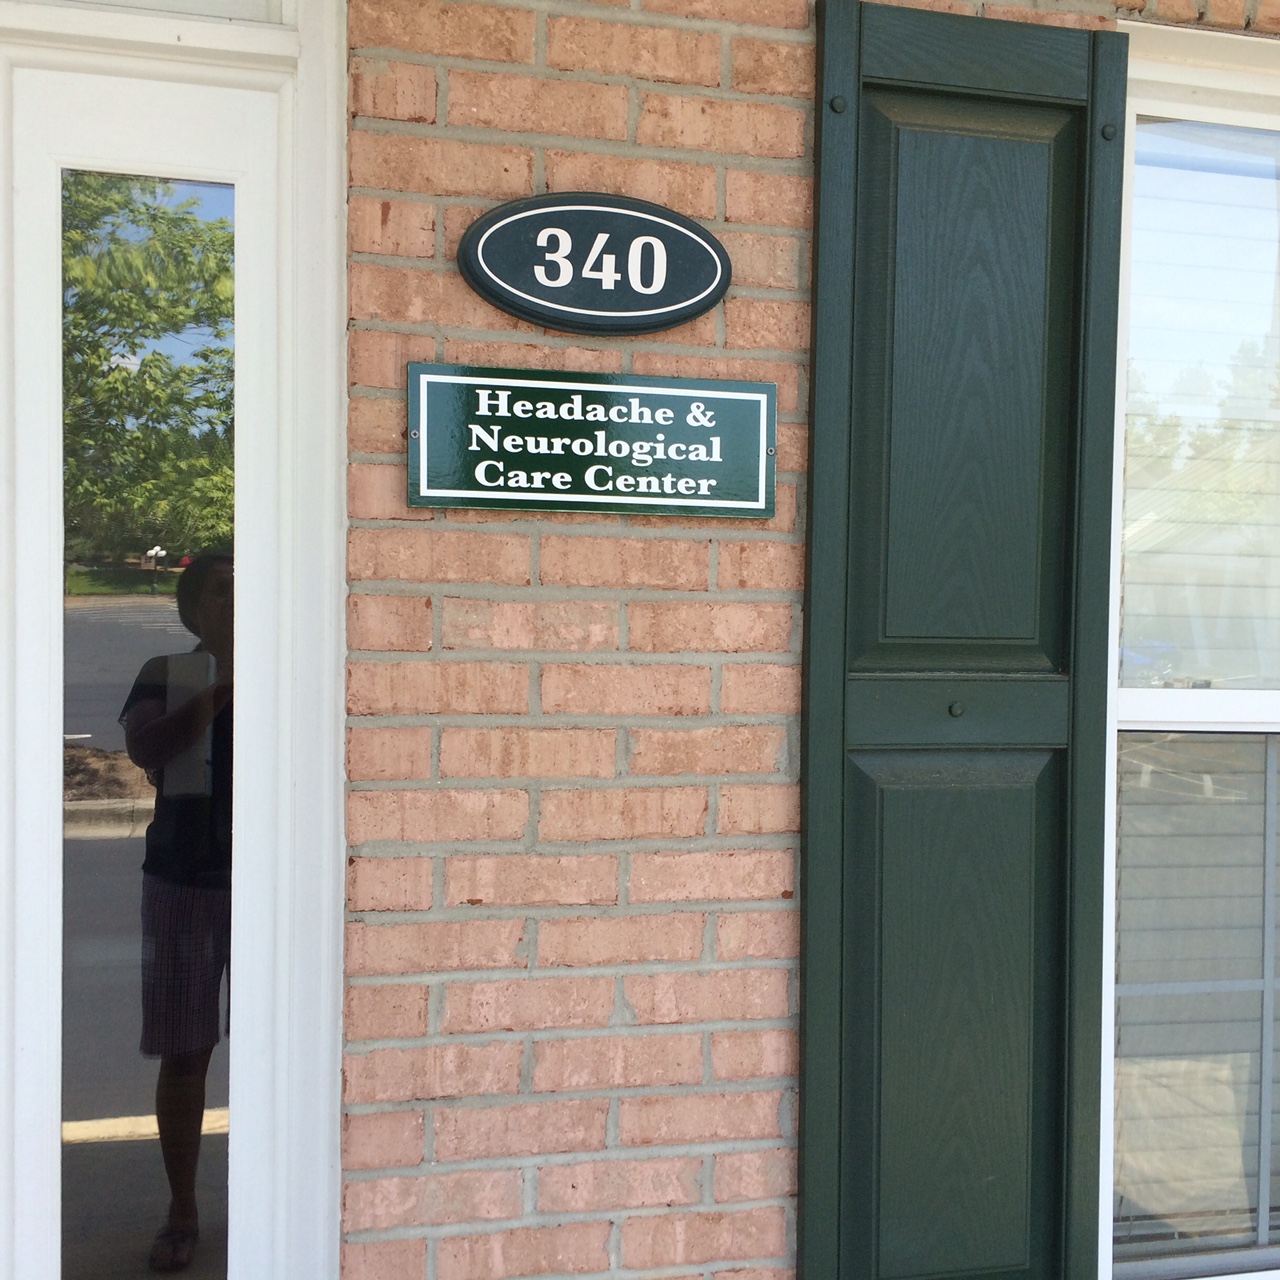 340
Headache &
Neurological
Care Center